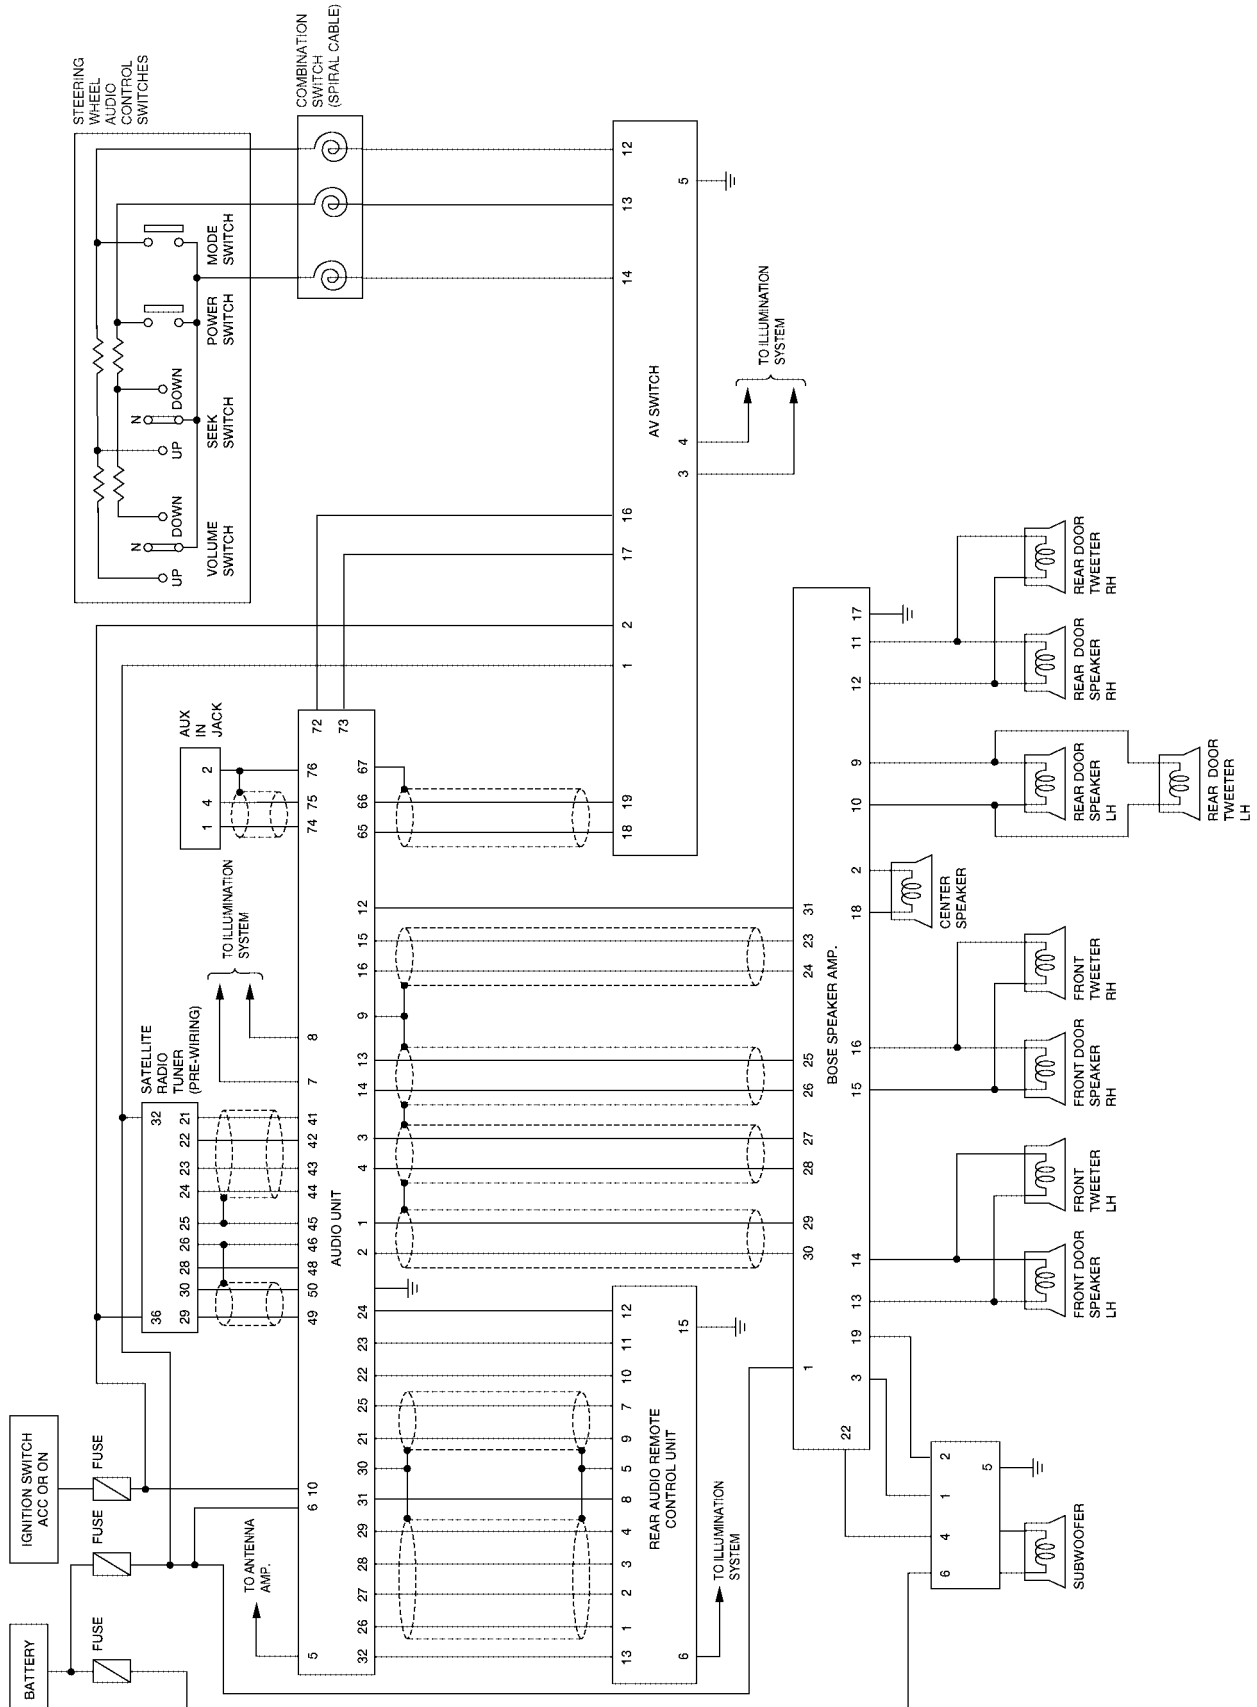 BATTERY
IGNITION SWITCH
ACC OR ON
FUSE
FUSE
FUSE
STEERING
WHEEL
AUDIO
CONTROL
SWITCHES
UP
N
DOWN
VOLUME
SWITCH
UP
N
DOWN
SEEK
SWITCH
POWER
SWITCH
MODE
SWITCH
COMBINATION
SWITCH
(SPIRAL CABLE)
SATELLITE
RADIO
TUNER
(PRE-WIRING)
36
32
29 30 28 26 25 24 23 22 21
TO ILLUMINATION
SYSTEM
AUX
IN
JACK
1 4 2
TO ANTENNA
AMP.
5 6 10 49 50 48 46 45 44 43 42 41 7 8 74 75 76 72
73
AUDIO UNIT
32 26 27 28 29 31 30 21 25 22 23 24 2 1 4 3 14 13 9 16 15 12 65 66 67
13 1 2 3 4 8 5 9 7 10 11 12
REAR AUDIO REMOTE
CONTROL UNIT
6
15
TO ILLUMINATION
SYSTEM
18 19 1 2 17 16 14 13 12
AV SWITCH
3 4 5
TO ILLUMINATION
SYSTEM
1 30 29 28 27 26 25 24 23 31
BOSE SPEAKER AMP.
22
3 19 13 14 15 16 18 2 10 9 12 11 17
6 4 1 2
5
SUBWOOFER
FRONT DOOR
SPEAKER
LH
FRONT
TWEETER
LH
FRONT DOOR
SPEAKER
RH
FRONT
TWEETER
RH
CENTER
SPEAKER
REAR DOOR
SPEAKER
LH
REAR DOOR
TWEETER
LH
REAR DOOR
SPEAKER
RH
REAR DOOR
TWEETER
RH